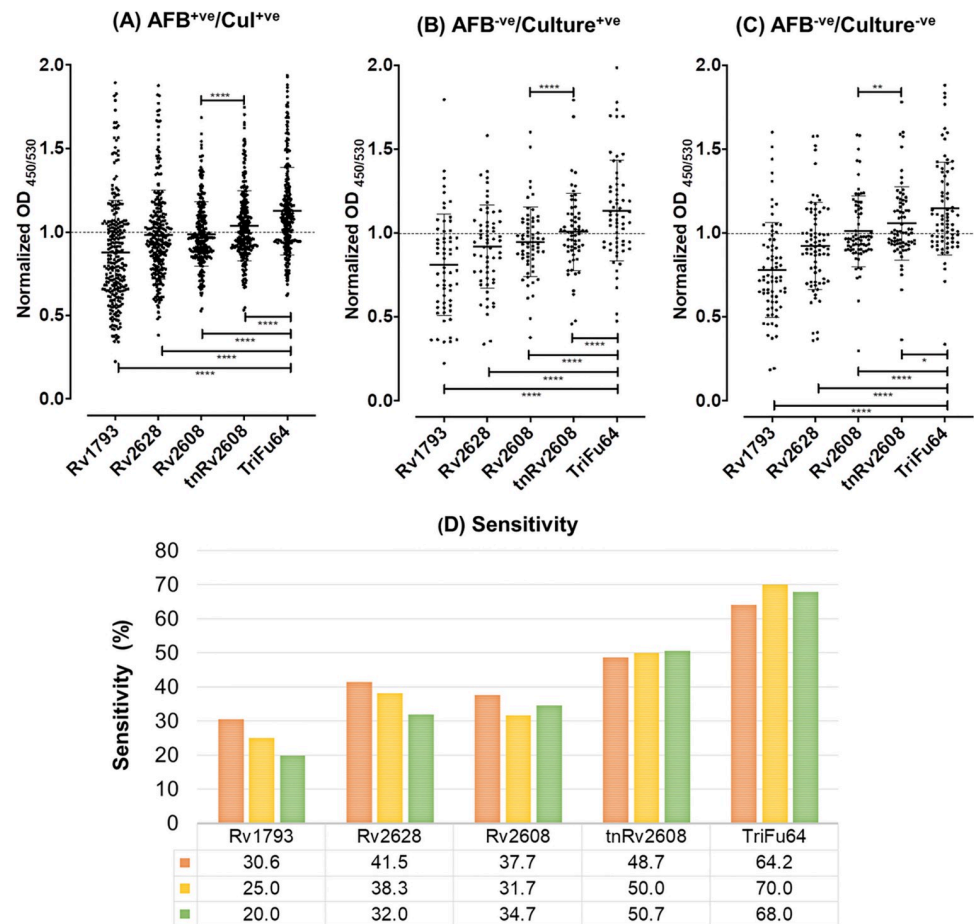 (A) AFB+ve/Cul+ve
Normalized OD 450/530
2.0
1.5
1.0
0.5
0.0
****
****
****
****
****
Rv1793
Rv2628
Rv2608
tnRv2608
TriFu64
(B) AFB-ve/Culture+ve
Normalized OD 450/530
2.0
1.5
1.0
0.5
0.0
****
****
****
****
****
Rv1793
Rv2628
Rv2608
tnRv2608
TriFu64
(C) AFB-ve/Culture-ve
Normalized OD 450/530
2.0
1.5
1.0
0.5
0.0
**
*
****
****
****
Rv1793
Rv2628
Rv2608
tnRv2608
TriFu64
(D) Sensitivity
Sensitivity (%)
80
70
60
50
40
30
20
10
0
Rv1793 Rv2628 Rv2608 tnRv2608 TriFu64
30.6 41.5 37.7 48.7 64.2
25.0 38.3 31.7 50.0 70.0
20.0 32.0 34.7 50.7 68.0